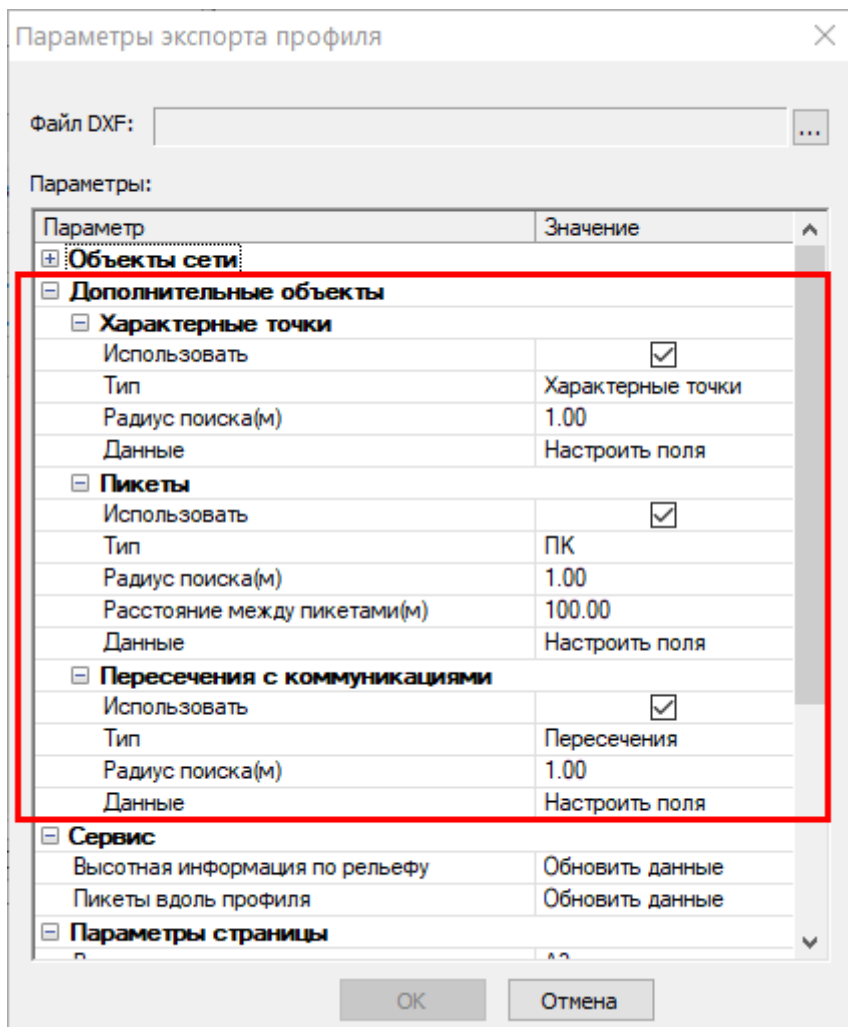 Параметры экспорта профиля
Файл DXF:
...
Параметры:
Параметр Значение
Объекты сети
Дополнительные объекты
Характерные точки
Использовать
Тип Характерные точки
Радиус поиска(м) 1.00
Данные Настроить поля
Пикеты
Использовать
Тип ПК
Радиус поиска(м) 1.00
Расстояние между пикетами(м) 100.00
Данные Настроить поля
Пересечения с коммуникациями
Использовать
Тип Пересечения
Радиус поиска(м) 1.00
Данные Настроить поля
Сервис
Высотная информация по рельефу Обновить данные
Пикеты вдоль профиля Обновить данные
Параметры страницы
OK Отмена